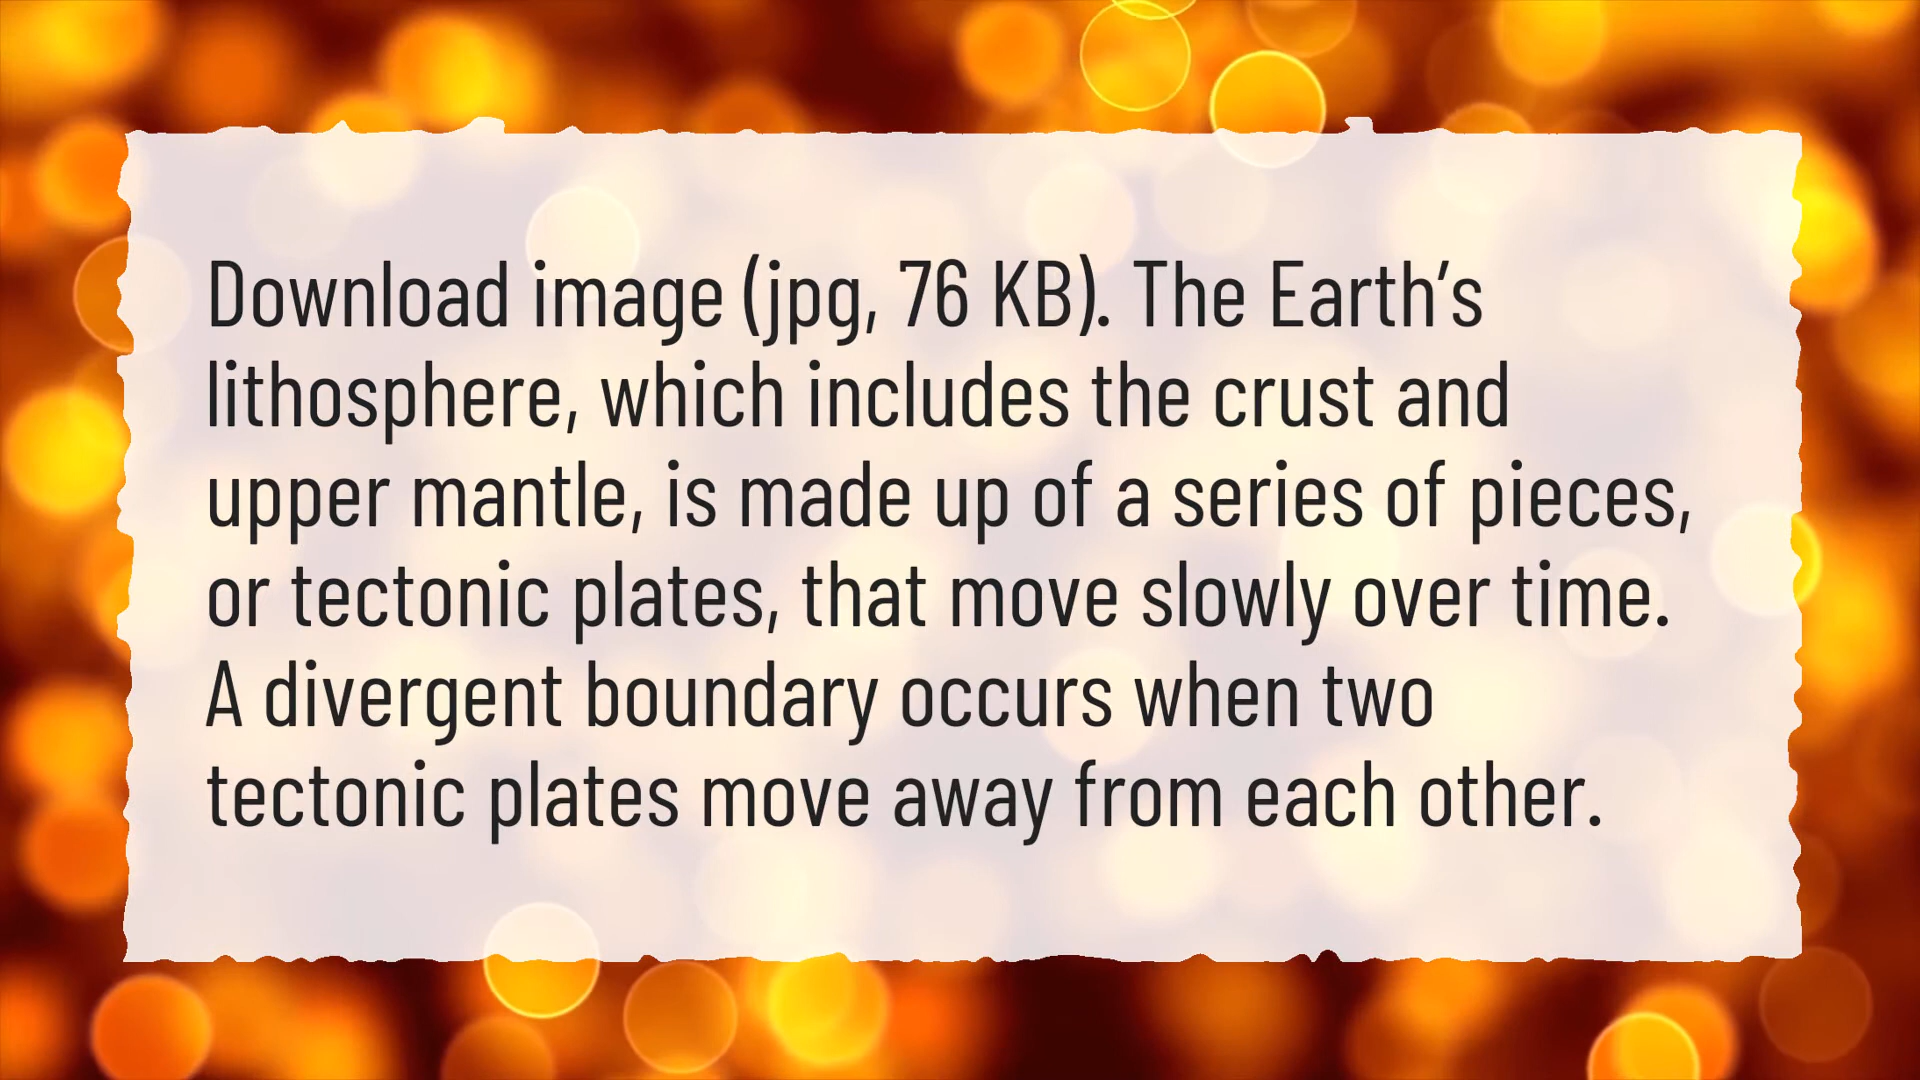 Download image (jpg, 76 KB). The Earth’s
lithosphere, which includes the crust and
upper mantle, is made up of a series of pieces,
or tectonic plates, that move slowly over time.
A divergent boundary occurs when two
tectonic plates move away from each other.